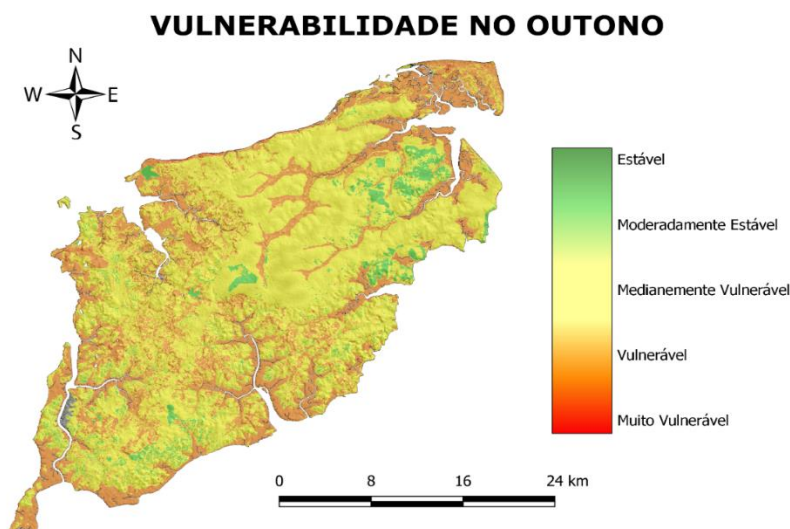 VULNERABILIDADE NO OUTONO
N
W E
S
Estável
Moderadamente Estável
Medianemente Vulnerável
Vulnerável
Muito Vulnerável
0 8 16 24 km